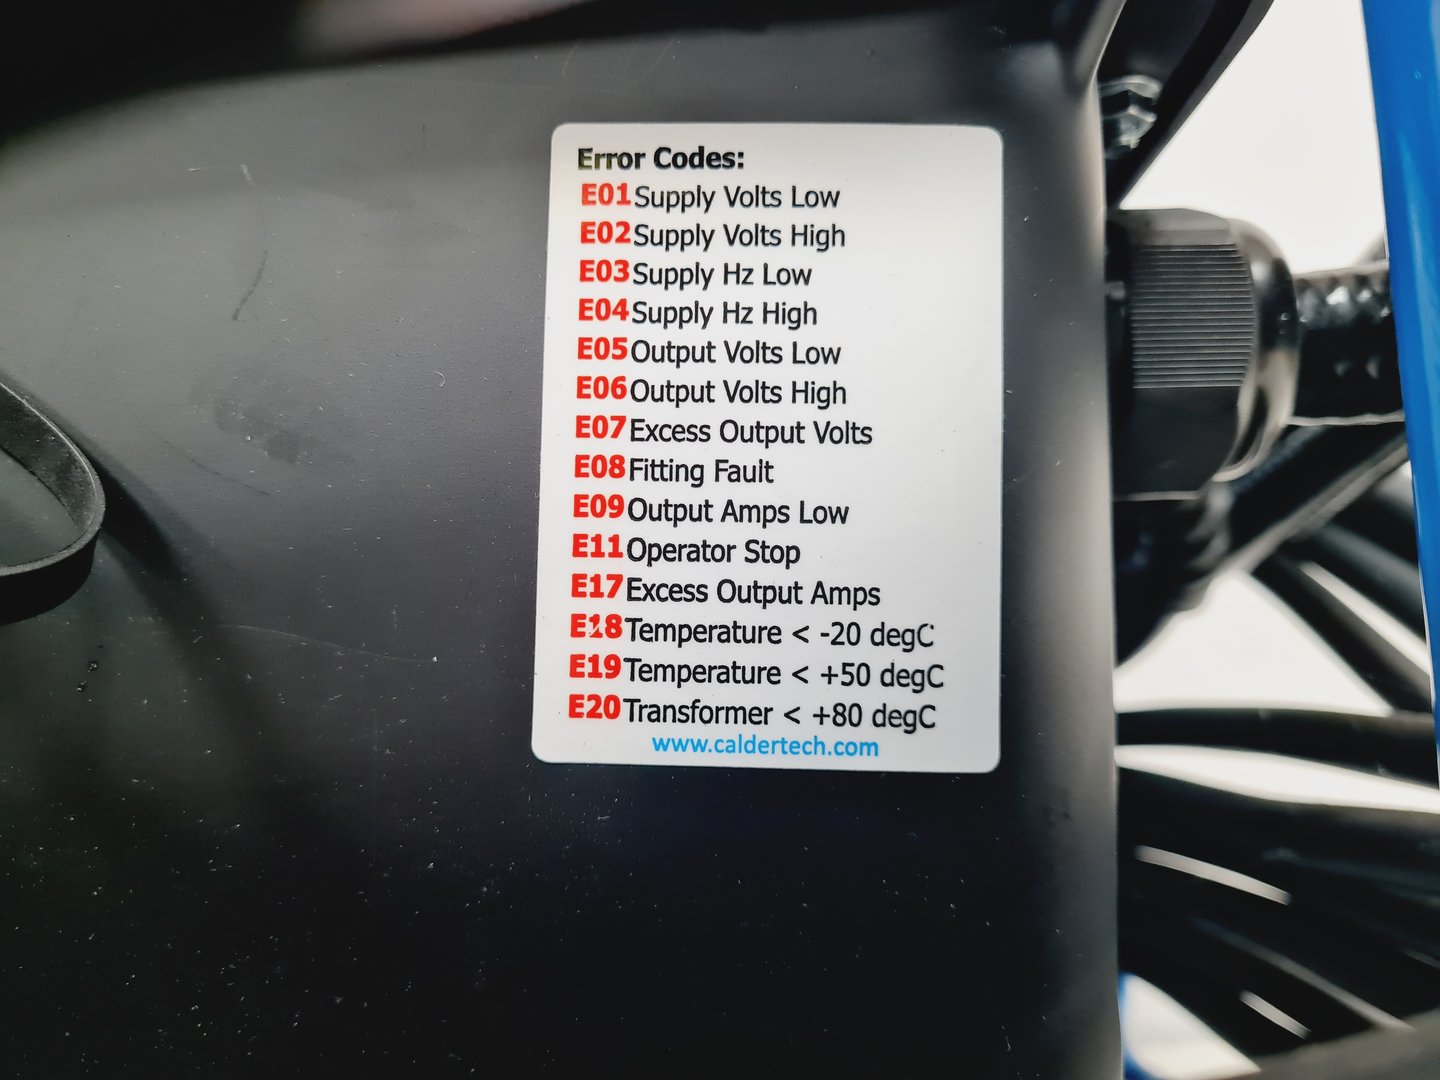 Error Codes:
E01 Supply Volts Low
E02 Supply Volts High
E03 Supply Hz Low
E04 Supply Hz High
E05 Output Volts Low
E06 Output Volts High
E07 Excess Output Volts
E08 Fitting Fault
E09 Output Amps Low
E11 Operator Stop
E17 Excess Output Amps
E18 Temperature < -20 degC
E19 Temperature < +50 degC
E20 Transformer < +80 degC
www.caldertech.com